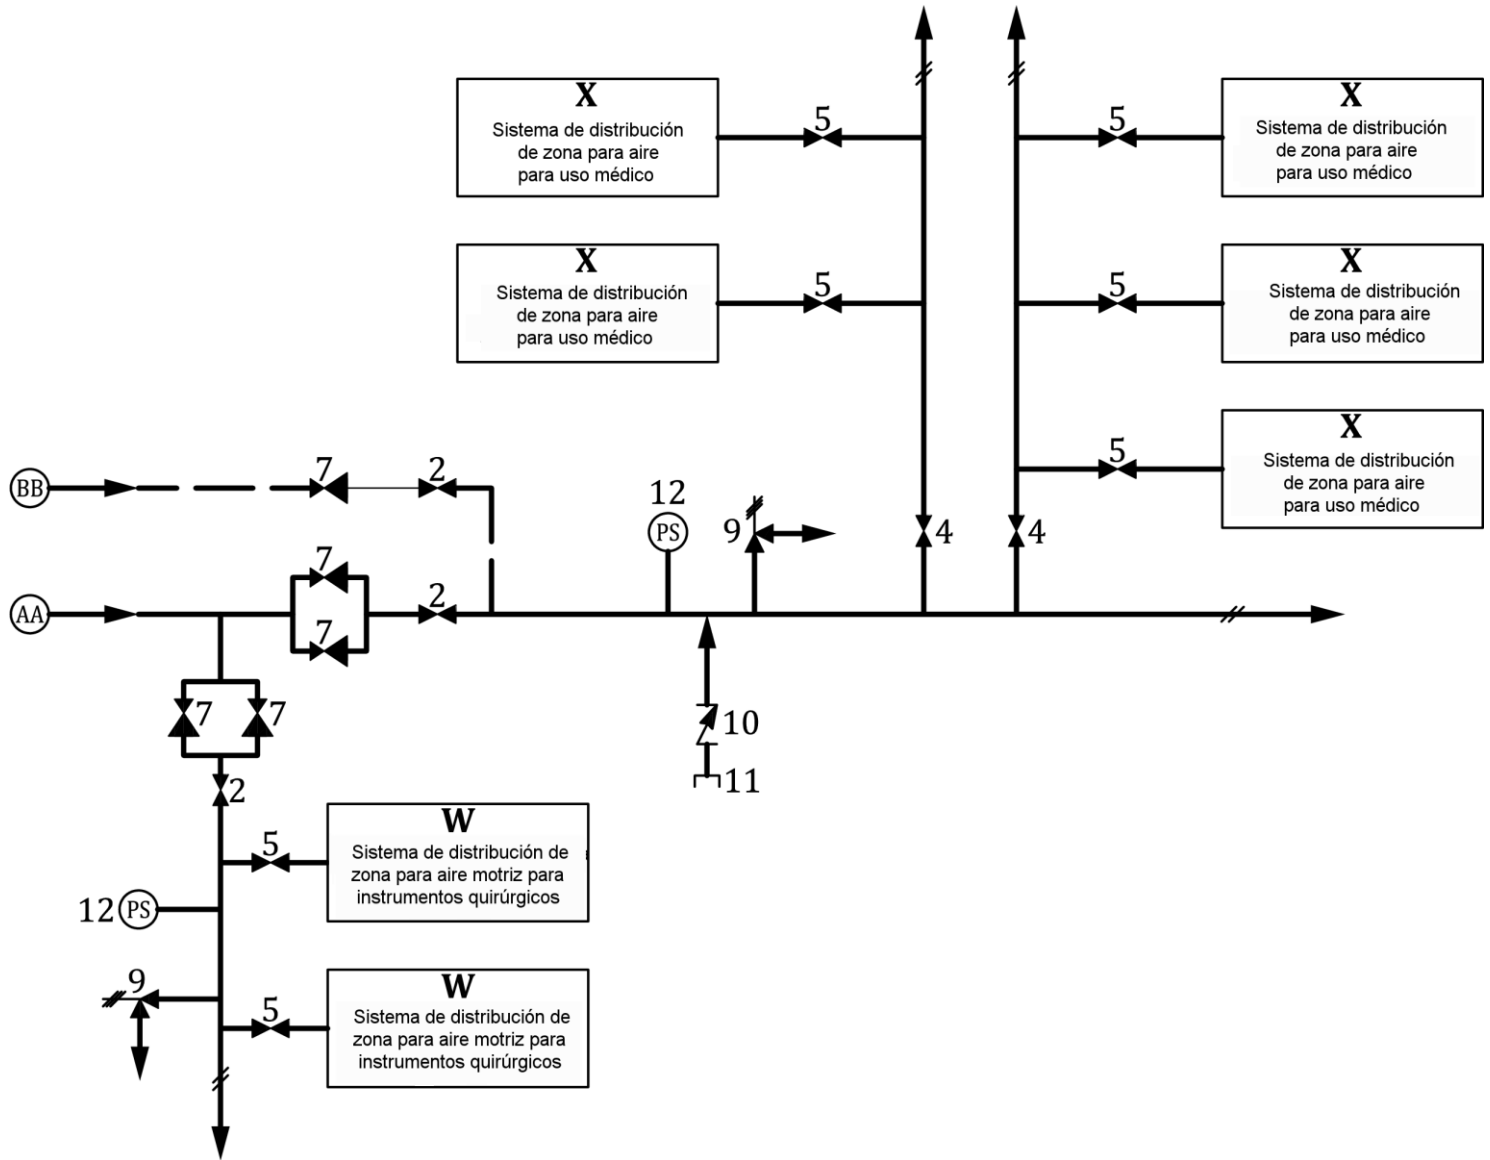 X
Sistema de distribución
de zona para aire
para uso médico
5
5
X
Sistema de distribución
de zona para aire
para uso médico
X
Sistema de distribución
de zona para aire
para uso médico
5
5
X
Sistema de distribución
de zona para aire
para uso médico
5
X
Sistema de distribución
de zona para aire
para uso médico
BB
7
2
12
PS
9
4
4
AA
7
7
2
7
7
10
11
2
5
W
Sistema de distribución de
zona para aire motriz para
instrumentos quirúrgicos
12
PS
9
5
W
Sistema de distribución de
zona para aire motriz para
instrumentos quirúrgicos